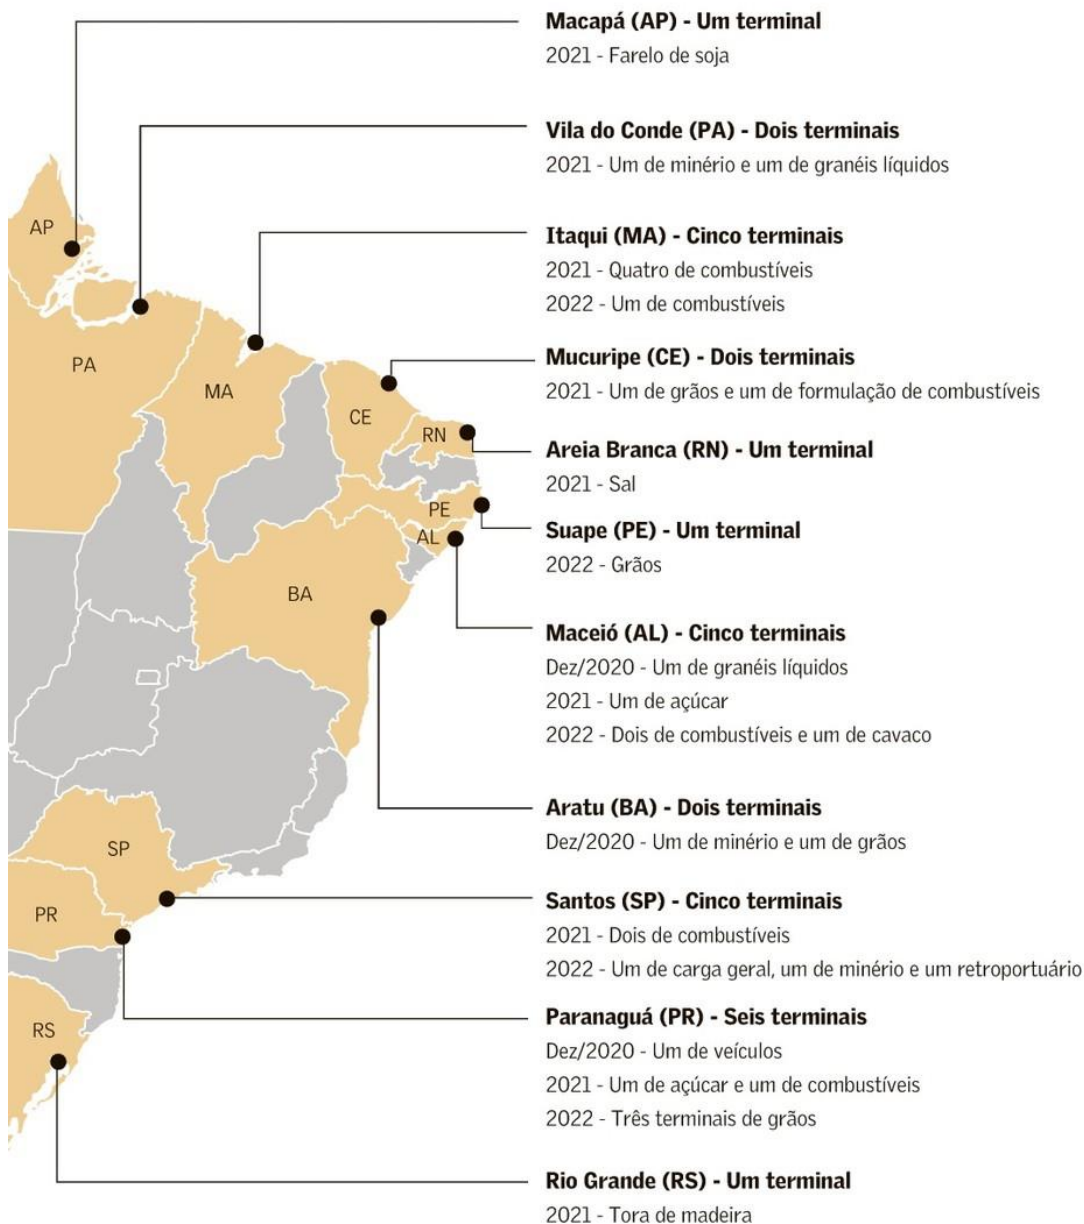 Macapá (AP) - Um terminal
2021 - Farelo de soja
Vila do Conde (PA) - Dois terminais
2021 - Um de minério e um de granéis líquidos
Itaqui (MA) - Cinco terminais
2021 - Quatro de combustíveis
2022 - Um de combustíveis
Mucuripe (CE) - Dois terminais
2021 - Um de grãos e um de formulação de combustíveis
Areia Branca (RN) - Um terminal
2021 - Sal
Suape (PE) - Um terminal
2022 - Grãos
Maceió (AL) - Cinco terminais
Dez/2020 - Um de granéis líquidos
2021 - Um de açúcar
2022 - Dois de combustíveis e um de cavaco
Aratu (BA) - Dois terminais
Dez/2020 - Um de minério e um de grãos
Santos (SP) - Cinco terminais
2021 - Dois de combustíveis
2022 - Um de carga geral, um de minério e um retroportuário
Paranaguá (PR) - Seis terminais
Dez/2020 - Um de veículos
2021 - Um de açúcar e um de combustíveis
2022 - Três terminais de grãos
Rio Grande (RS) - Um terminal
2021 - Tora de madeira
AP
PA
MA
CE
RN
PE
AL
BA
SP
PR
RS